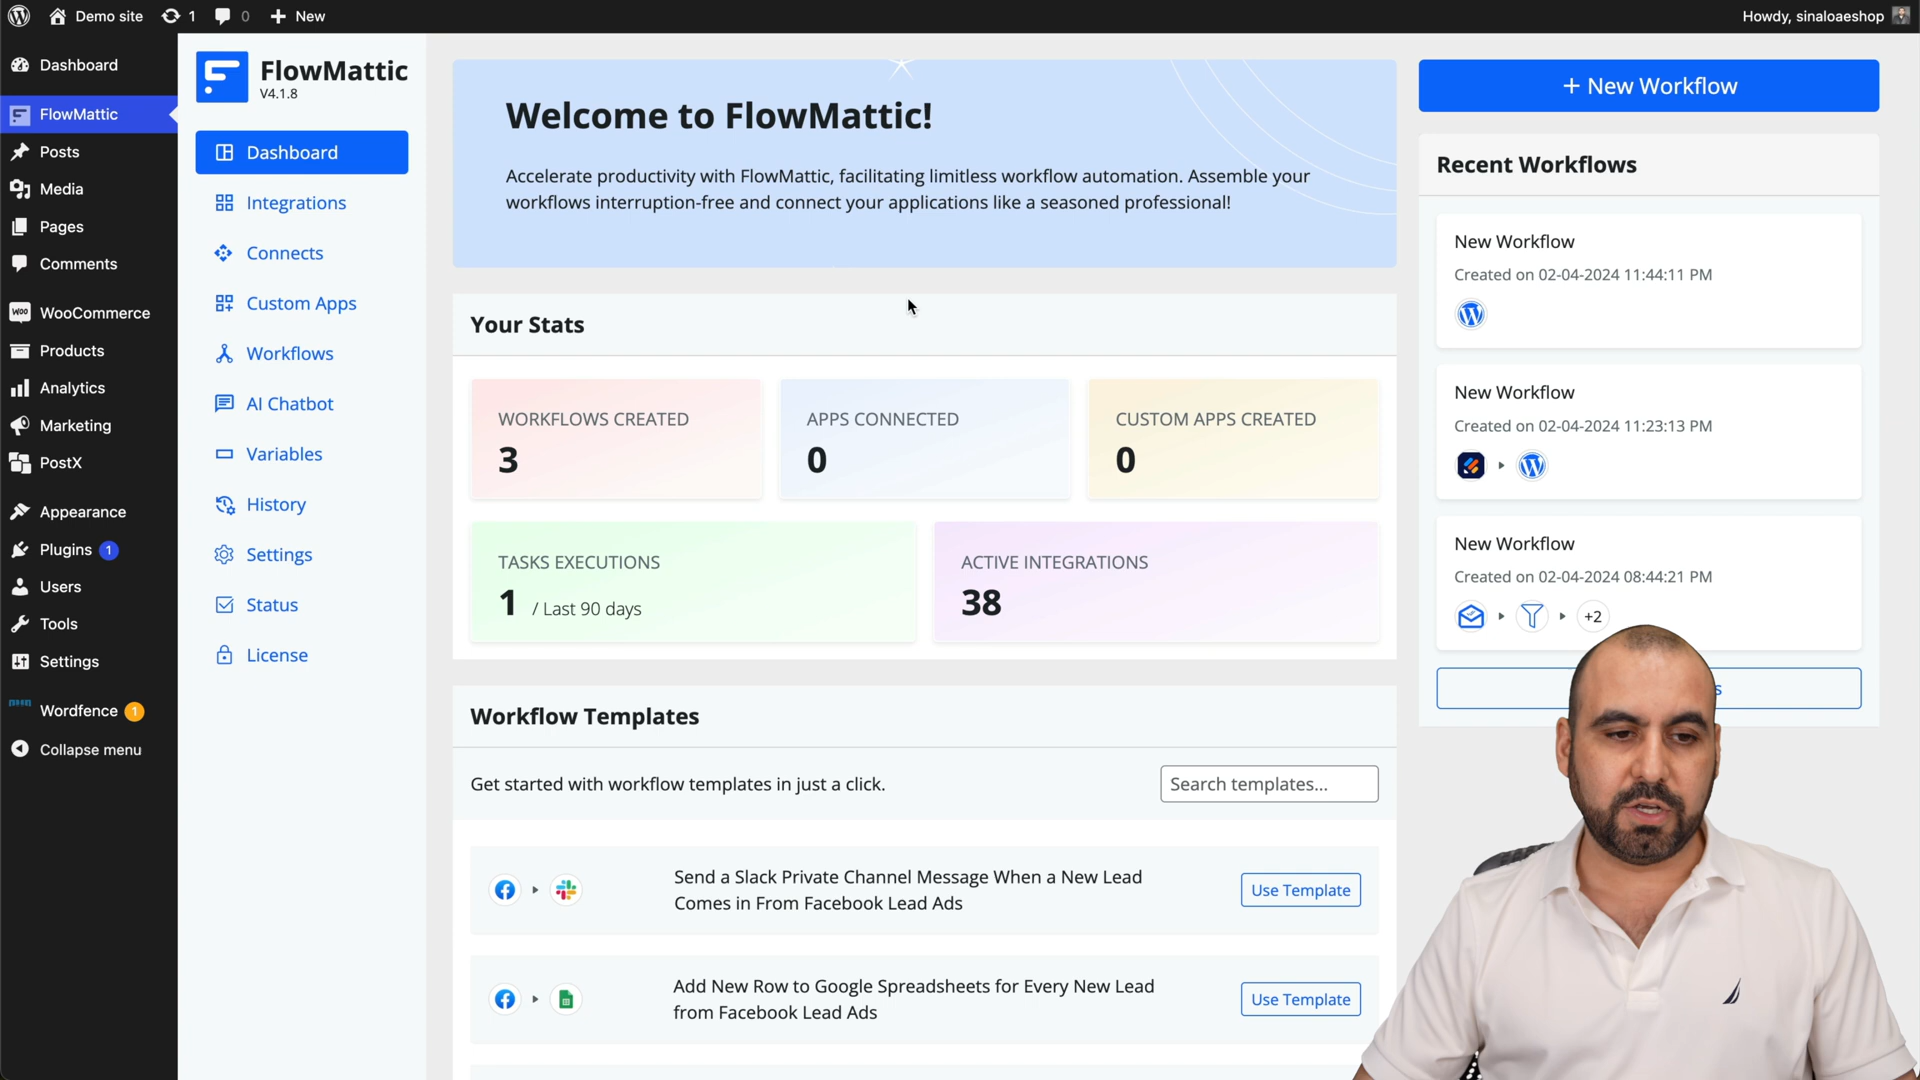 Demo site
1
0
New
Howdy, sinaloaeshop
Dashboard
FlowMattic
Posts
Media
Pages
Comments
WooCommerce
Products
Analytics
Marketing
PostX
Appearance
Plugins 1
Users
Tools
Settings
Wordfence 1
Collapse menu
FlowMattic
V4.1.8
Dashboard
Integrations
Connects
Custom Apps
Workflows
AI Chatbot
Variables
History
Settings
Status
License
Welcome to FlowMattic!
Accelerate productivity with FlowMattic, facilitating limitless workflow automation. Assemble your
workflows interruption-free and connect your applications like a seasoned professional!
Your Stats
WORKFLOWS CREATED
3
APPS CONNECTED
0
CUSTOM APPS CREATED
0
TASKS EXECUTIONS
1 / Last 90 days
ACTIVE INTEGRATIONS
38
Workflow Templates
Get started with workflow templates in just a click.
Search templates...
Send a Slack Private Channel Message When a New Lead
Comes in From Facebook Lead Ads
Use Template
Add New Row to Google Spreadsheets for Every New Lead
from Facebook Lead Ads
Use Template
+ New Workflow
Recent Workflows
New Workflow
Created on 02-04-2024 11:44:11 PM
New Workflow
Created on 02-04-2024 11:23:13 PM
New Workflow
Created on 02-04-2024 08:44:21 PM
+2